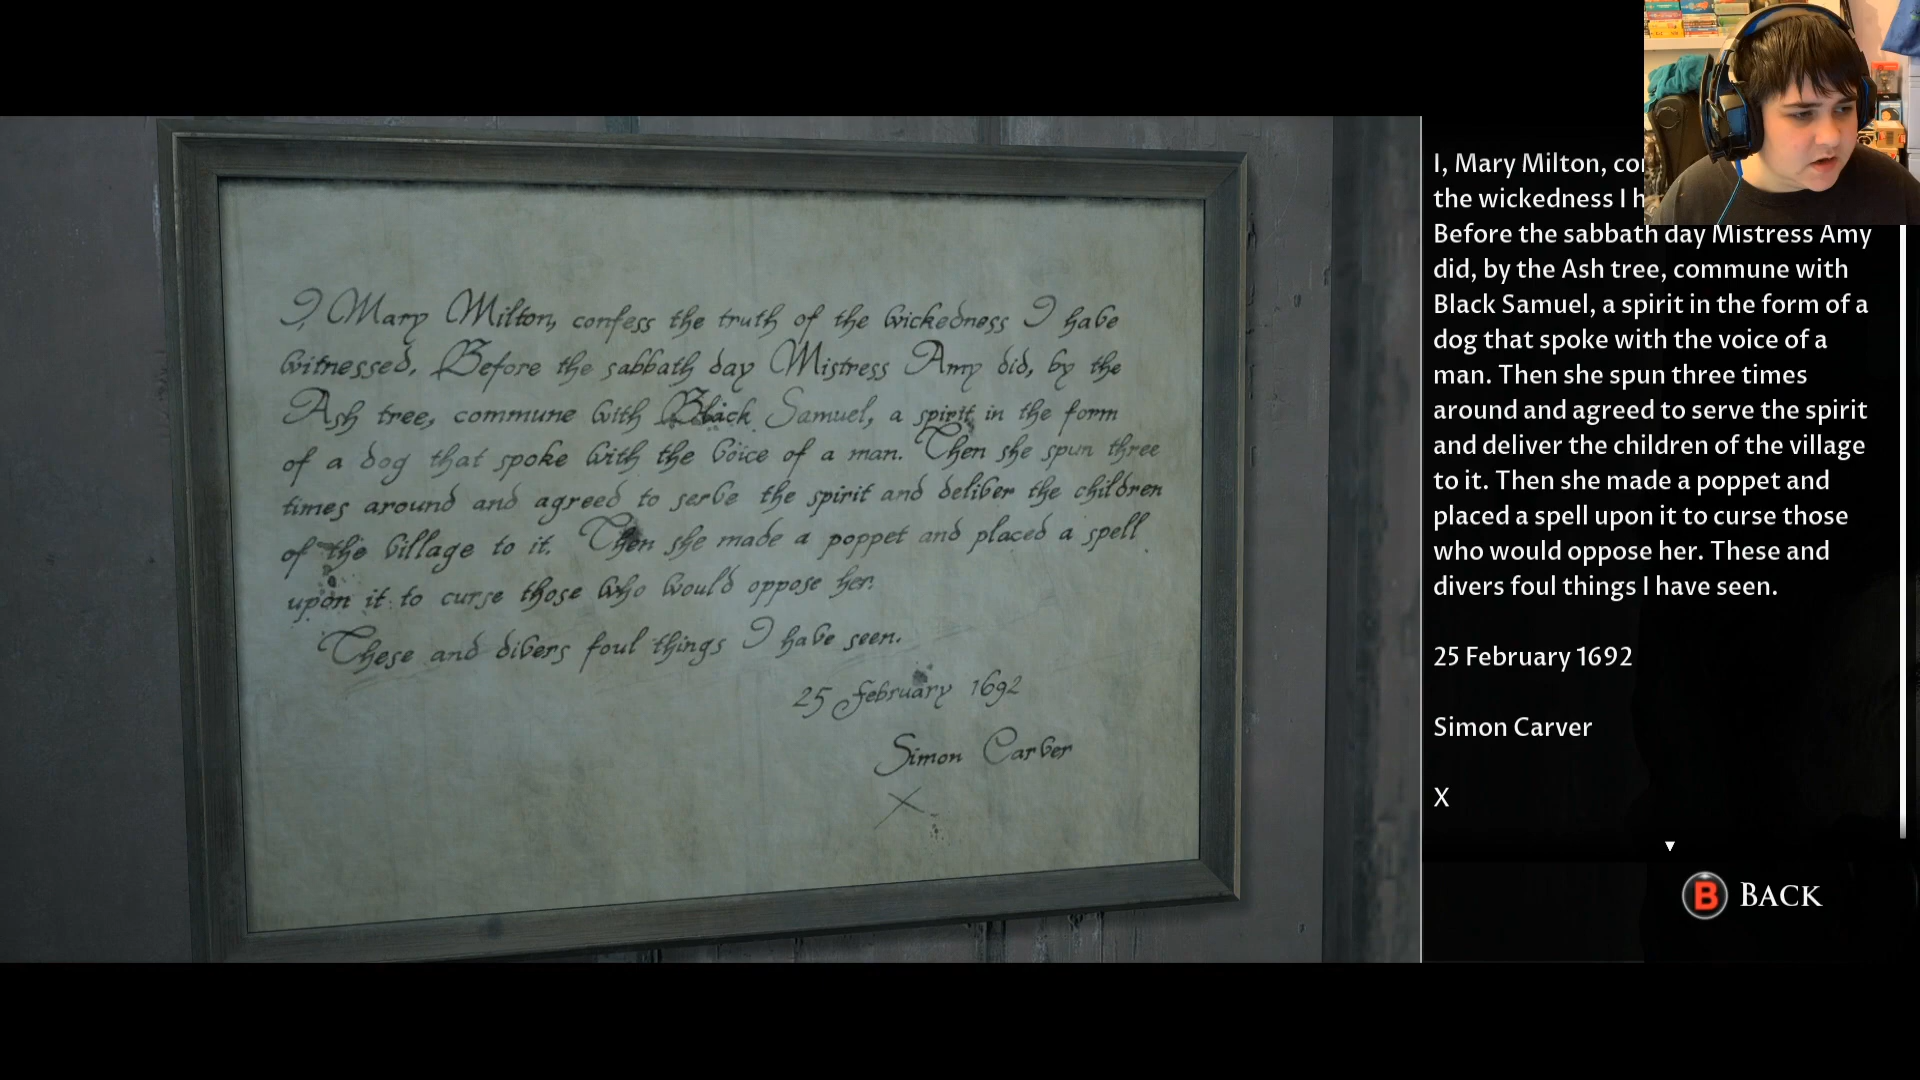 I, Mary Milton, confess the truth of the wickedness I have
witnessed. Before the sabbath day Mistress Amy did, by the
Ash tree, commune with Black Samuel, a spirit in the form
of a dog that spoke with the voice of a man. Then she spun three
times around and agreed to serve the spirit and deliver the children
of the village to it. Then she made a poppet and placed a spell
upon it to curse those who would oppose her.
These and divers foul things I have seen.
25 february 1692
Simon Carver
X
I, Mary Milton,
the wickedness I
Before the sabbath day Mistress Amy
did, by the Ash tree, commune with
Black Samuel, a spirit in the form of a
dog that spoke with the voice of a
man. Then she spun three times
around and agreed to serve the spirit
and deliver the children of the village
to it. Then she made a poppet and
placed a spell upon it to curse those
who would oppose her. These and
divers foul things I have seen.
25 February 1692
Simon Carver
X
B BACK